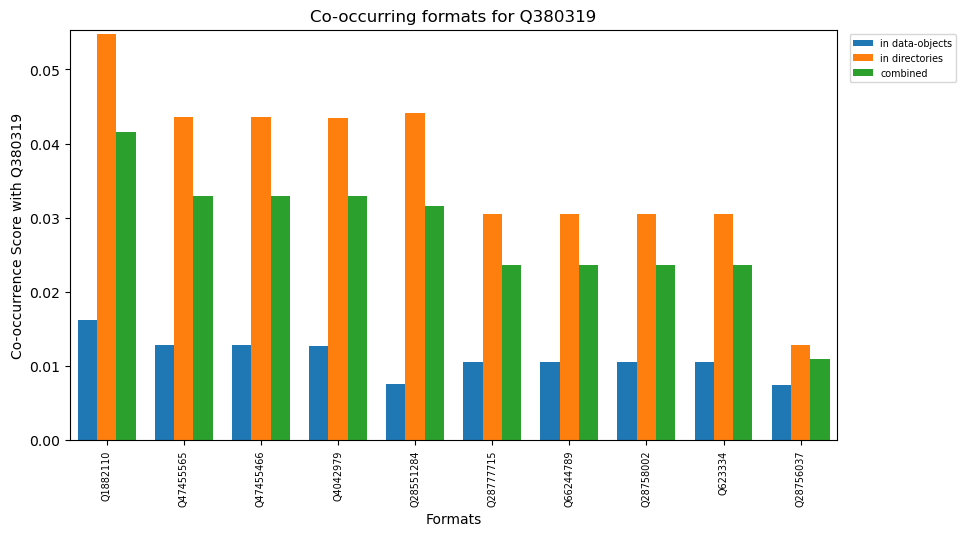 Co-occurring formats for Q380319
in data-objects
in directories
combined
Co-occurrence Score with Q380319
0.05
0.04
0.03
0.02
0.01
0.00
Q1882110
Q47455565
Q47455466
Q4042979
Q28551284
Q28777715
Q66244789
Q28758002
Q623334
Q28756037
Formats